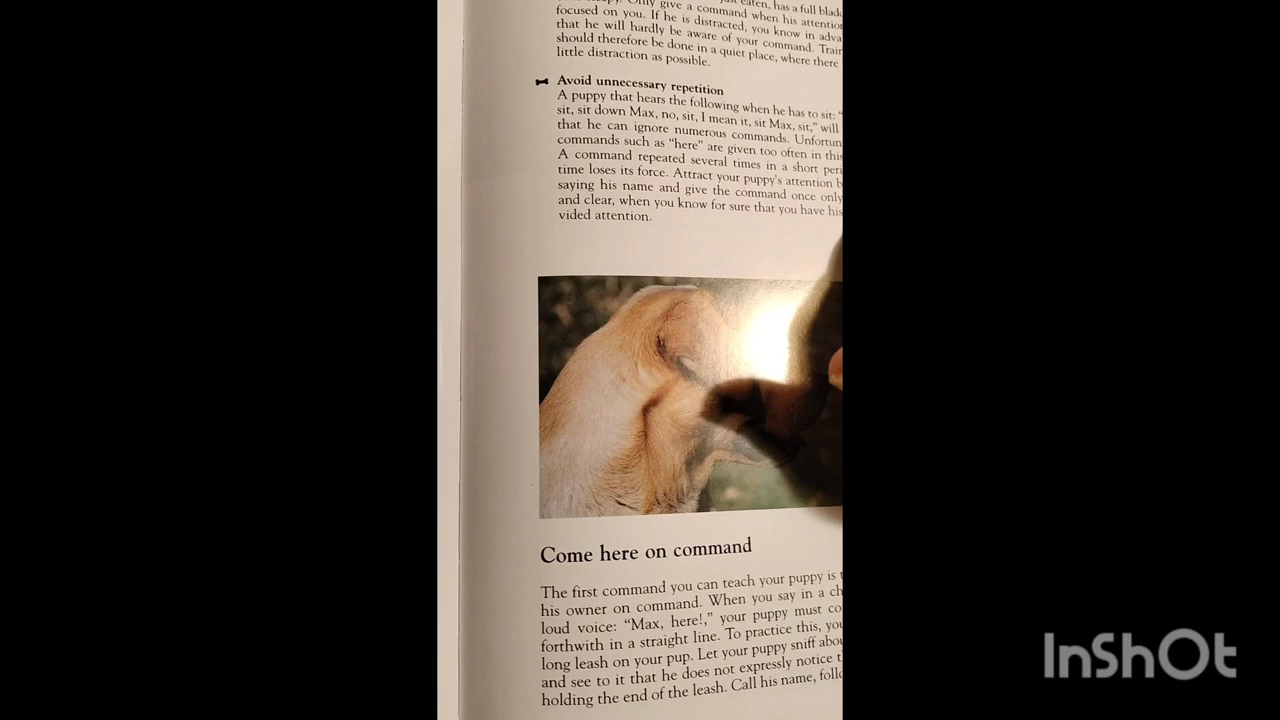 just eaten, has a full
Only give a command when his
focused on you. If he is distracted, you know in
that he will hardly be aware of your command.
should therefore be done in a quiet place, where there
little distraction as possible.
Avoid unnecessary repetition
A puppy that hears the following when he has to sit: "
sit, sit down Max, no, sit, I mean it, sit Max, sit," will
that he can ignore numerous commands.
commands such as "here" are given too often in this
A command repeated several times in a short
time loses its force. Attract your puppy's attention
saying his name and give the command once only
and clear, when you know for sure that you have his
vided attention.
Come here on command
The first command you can teach your puppy is
his owner on command. When you say in a
loud voice: "Max, here!," your puppy must
forthwith in a straight line. To practice this,
long leash on your pup. Let your puppy sniff
and see to it that he does not expressly notice
holding the end of the leash. Call his name,
InShOt